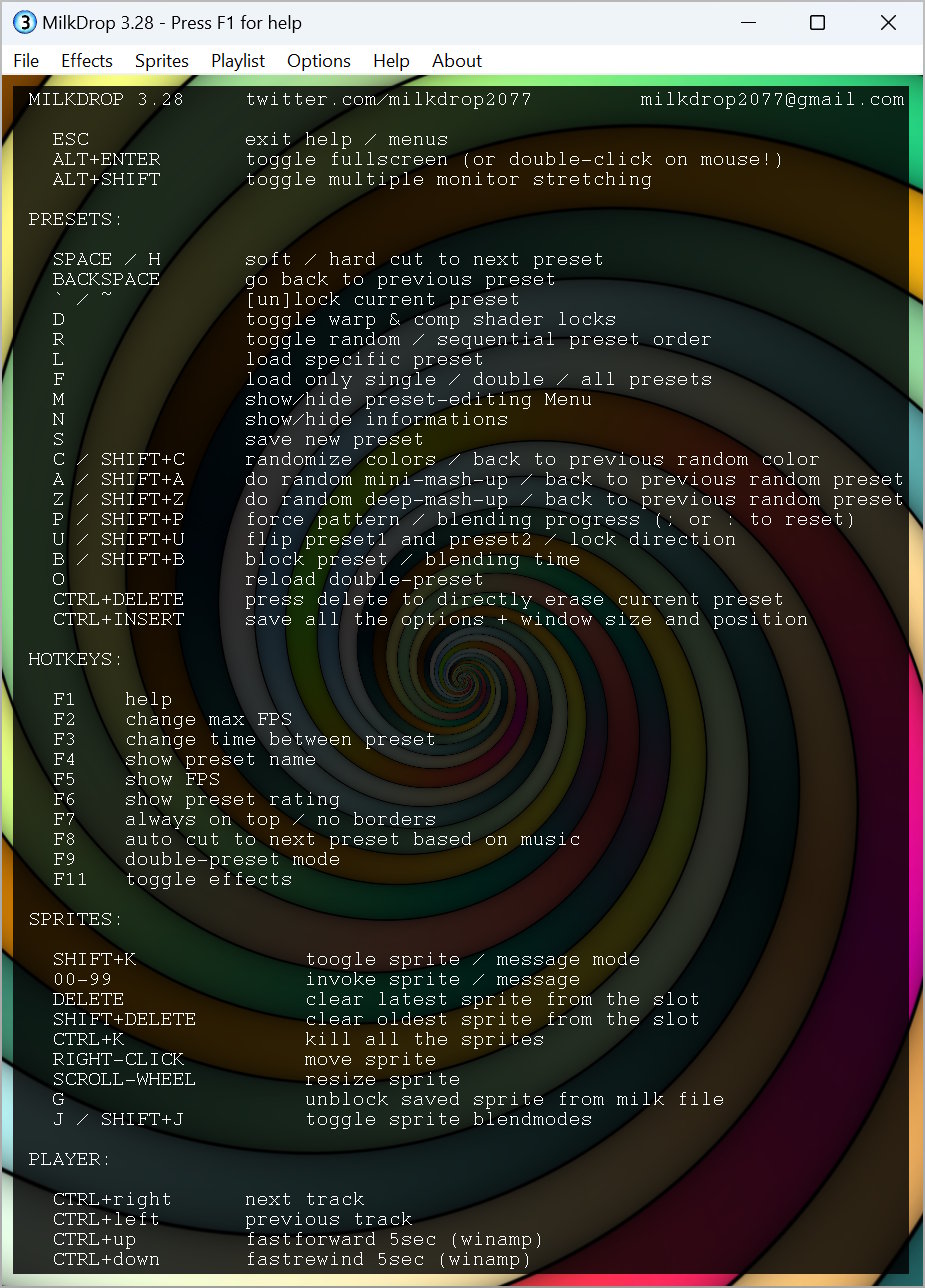 3 MilkDrop 3.28 - Press F1 for help
File Effects Sprites Playlist Options Help About
MILKDROP 3.28 twitter.com/milkdrop2077 milkdrop2077@gmail.com
ESC exit help / menus
ALT+ENTER toggle fullscreen (or double-click on mouse!)
ALT+SHIFT toggle multiple monitor stretching
PRESETS:
SPACE / H soft / hard cut to next preset
BACKSPACE go back to previous preset
` / ~ [un]lock current preset
D toggle warp & comp shader locks
R toggle random / sequential preset order
L load specific preset
F load only single / double / all presets
M show/hide preset-editing Menu
N show/hide informations
S save new preset
C / SHIFT+C randomize colors / back to previous random color
A / SHIFT+A do random mini-mash-up / back to previous random preset
Z / SHIFT+Z do random deep-mash-up / back to previous random preset
P / SHIFT+P force pattern / blending progress (; or : to reset)
U / SHIFT+U flip preset1 and preset2 / lock direction
B / SHIFT+B block preset / blending time
O reload double-preset
CTRL+DELETE press delete to directly erase current preset
CTRL+INSERT save all the options + window size and position
HOTKEYS:
F1 help
F2 change max FPS
F3 change time between preset
F4 show preset name
F5 show FPS
F6 show preset rating
F7 always on top / no borders
F8 auto cut to next preset based on music
F9 double-preset mode
F11 toggle effects
SPRITES:
SHIFT+K toogle sprite / message mode
00-99 invoke sprite / message
DELETE clear latest sprite from the slot
SHIFT+DELETE clear oldest sprite from the slot
CTRL+K kill all the sprites
RIGHT-CLICK move sprite
SCROLL-WHEEL resize sprite
G unblock saved sprite from milk file
J / SHIFT+J toggle sprite blendmodes
PLAYER:
CTRL+right next track
CTRL+left previous track
CTRL+up fastforward 5sec (winamp)
CTRL+down fastrewind 5sec (winamp)